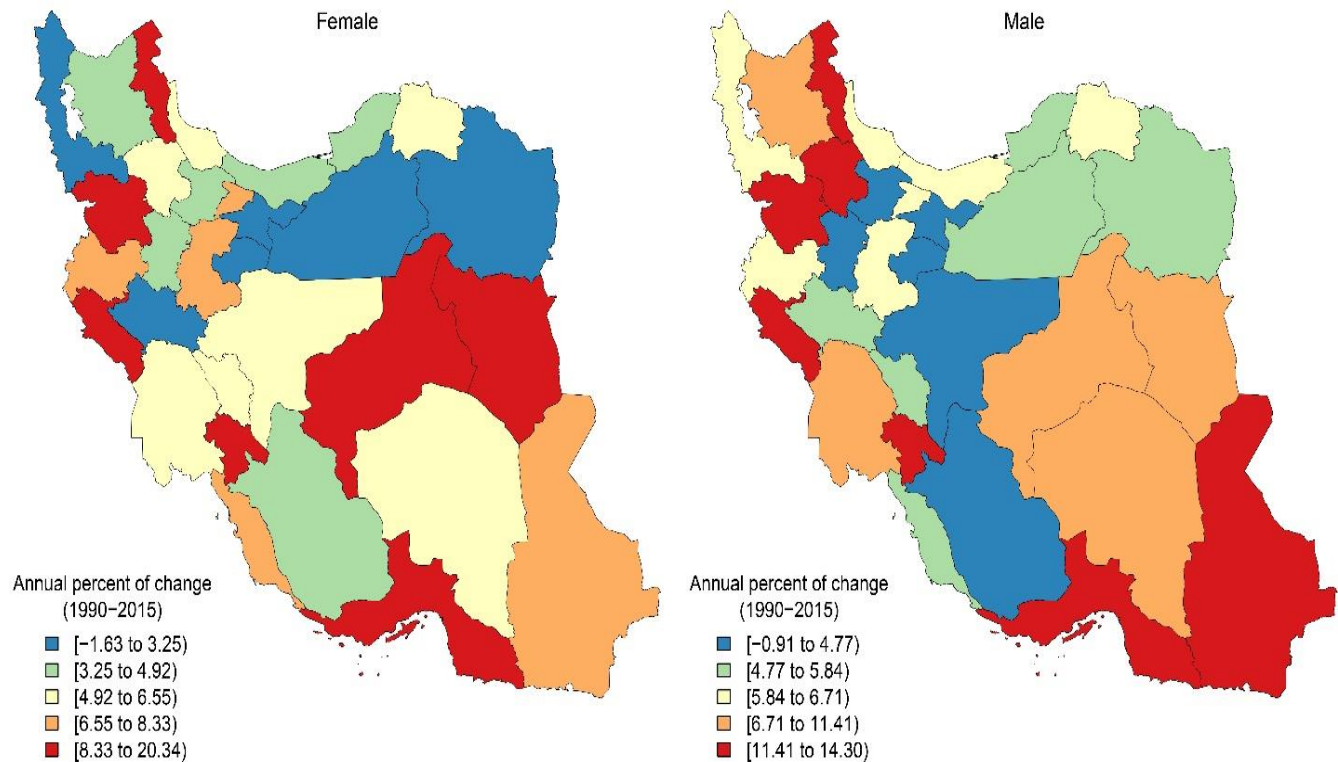 Female
Male
Annual percent of change
(1990−2015)
[−1.63 to 3.25)
[3.25 to 4.92)
[4.92 to 6.55)
[6.55 to 8.33)
[8.33 to 20.34)
Annual percent of change
(1990−2015)
[−0.91 to 4.77)
[4.77 to 5.84)
[5.84 to 6.71)
[6.71 to 11.41)
[11.41 to 14.30)